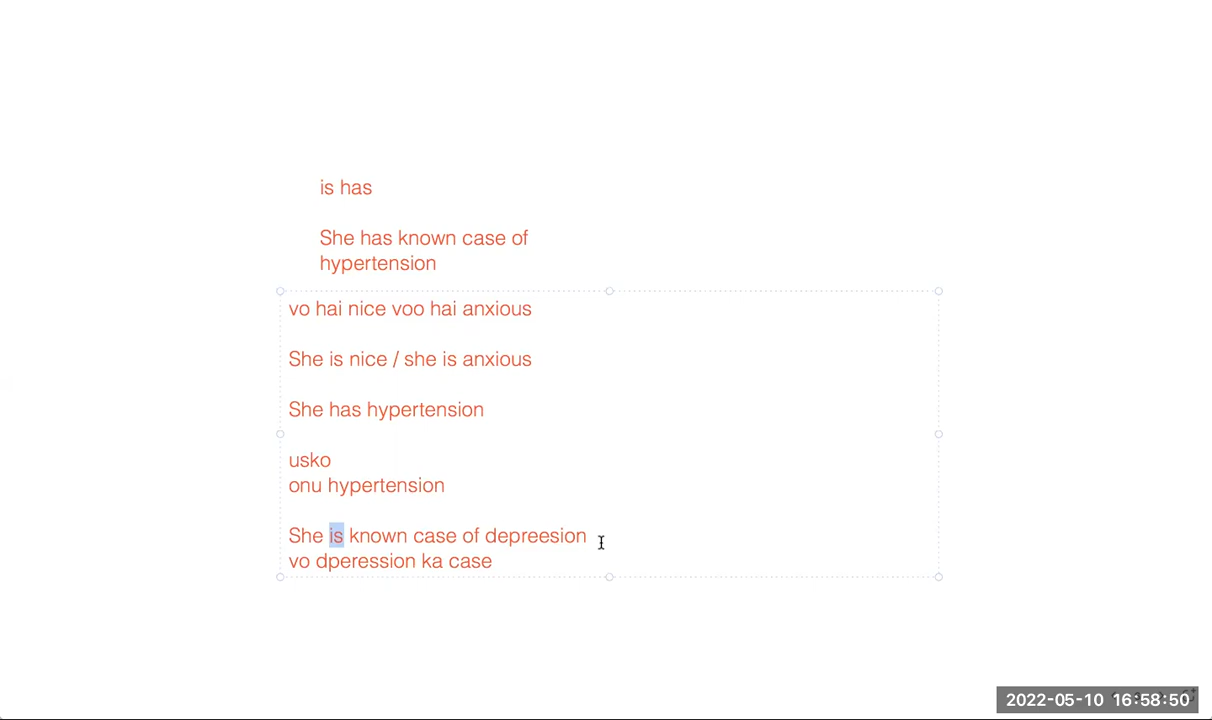 is has
She has known case of
hypertension
vo hai nice voo hai anxious
She is nice / she is anxious
She has hypertension
usko
onu hypertension
She is known case of depreesion
vo dperession ka case
2022-05-10 16:58:50